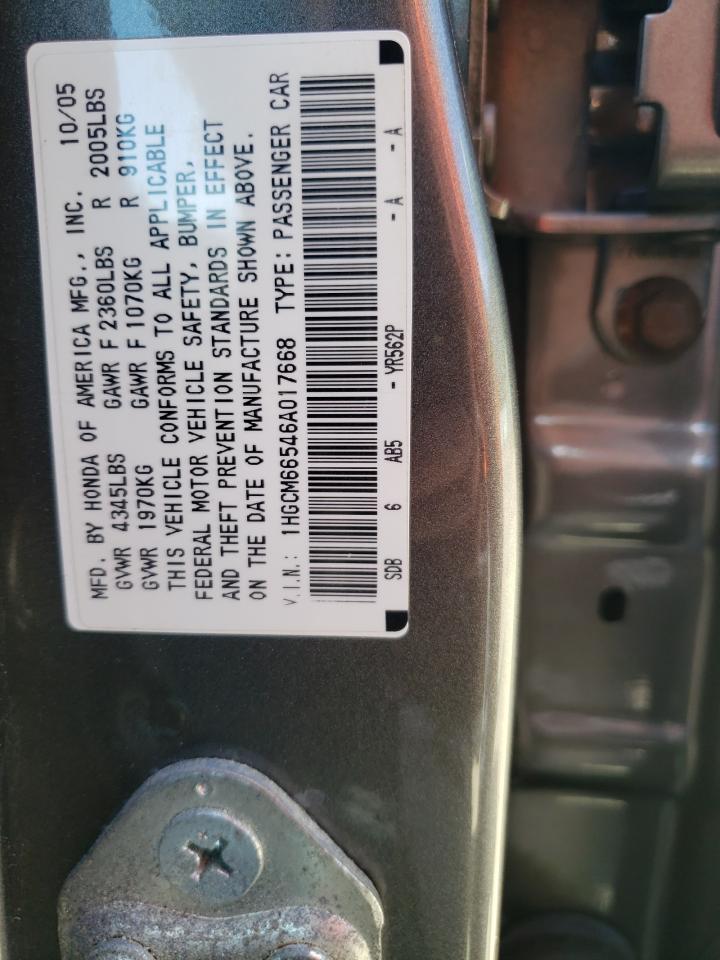 MFD. BY HONDA OF AMERICA MFG., INC. 10/05
GVWR 4345LBS GAWR F 2360LBS R 2005LBS
GVWR 1970KG GAWR F 1070KG R 910KG
THIS VEHICLE CONFORMS TO ALL APPLICABLE
FEDERAL MOTOR VEHICLE SAFETY, BUMPER,
AND THEFT PREVENTION STANDARDS IN EFFECT
ON THE DATE OF MANUFACTURE SHOWN ABOVE.
V.I.N.: 1HGCM66546A017668 TYPE: PASSENGER CAR
SDB 6 AB5 - YR562P - A - A